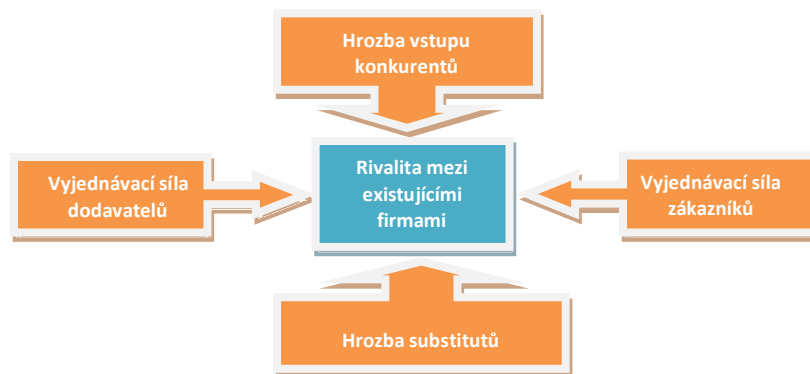 Hrozba vstupu
konkurentů
Vyjednávací síla
dodavatelů
Rivalita mezi
existujícími
firmami
Vyjednávací síla
zákazníků
Hrozba substitutů